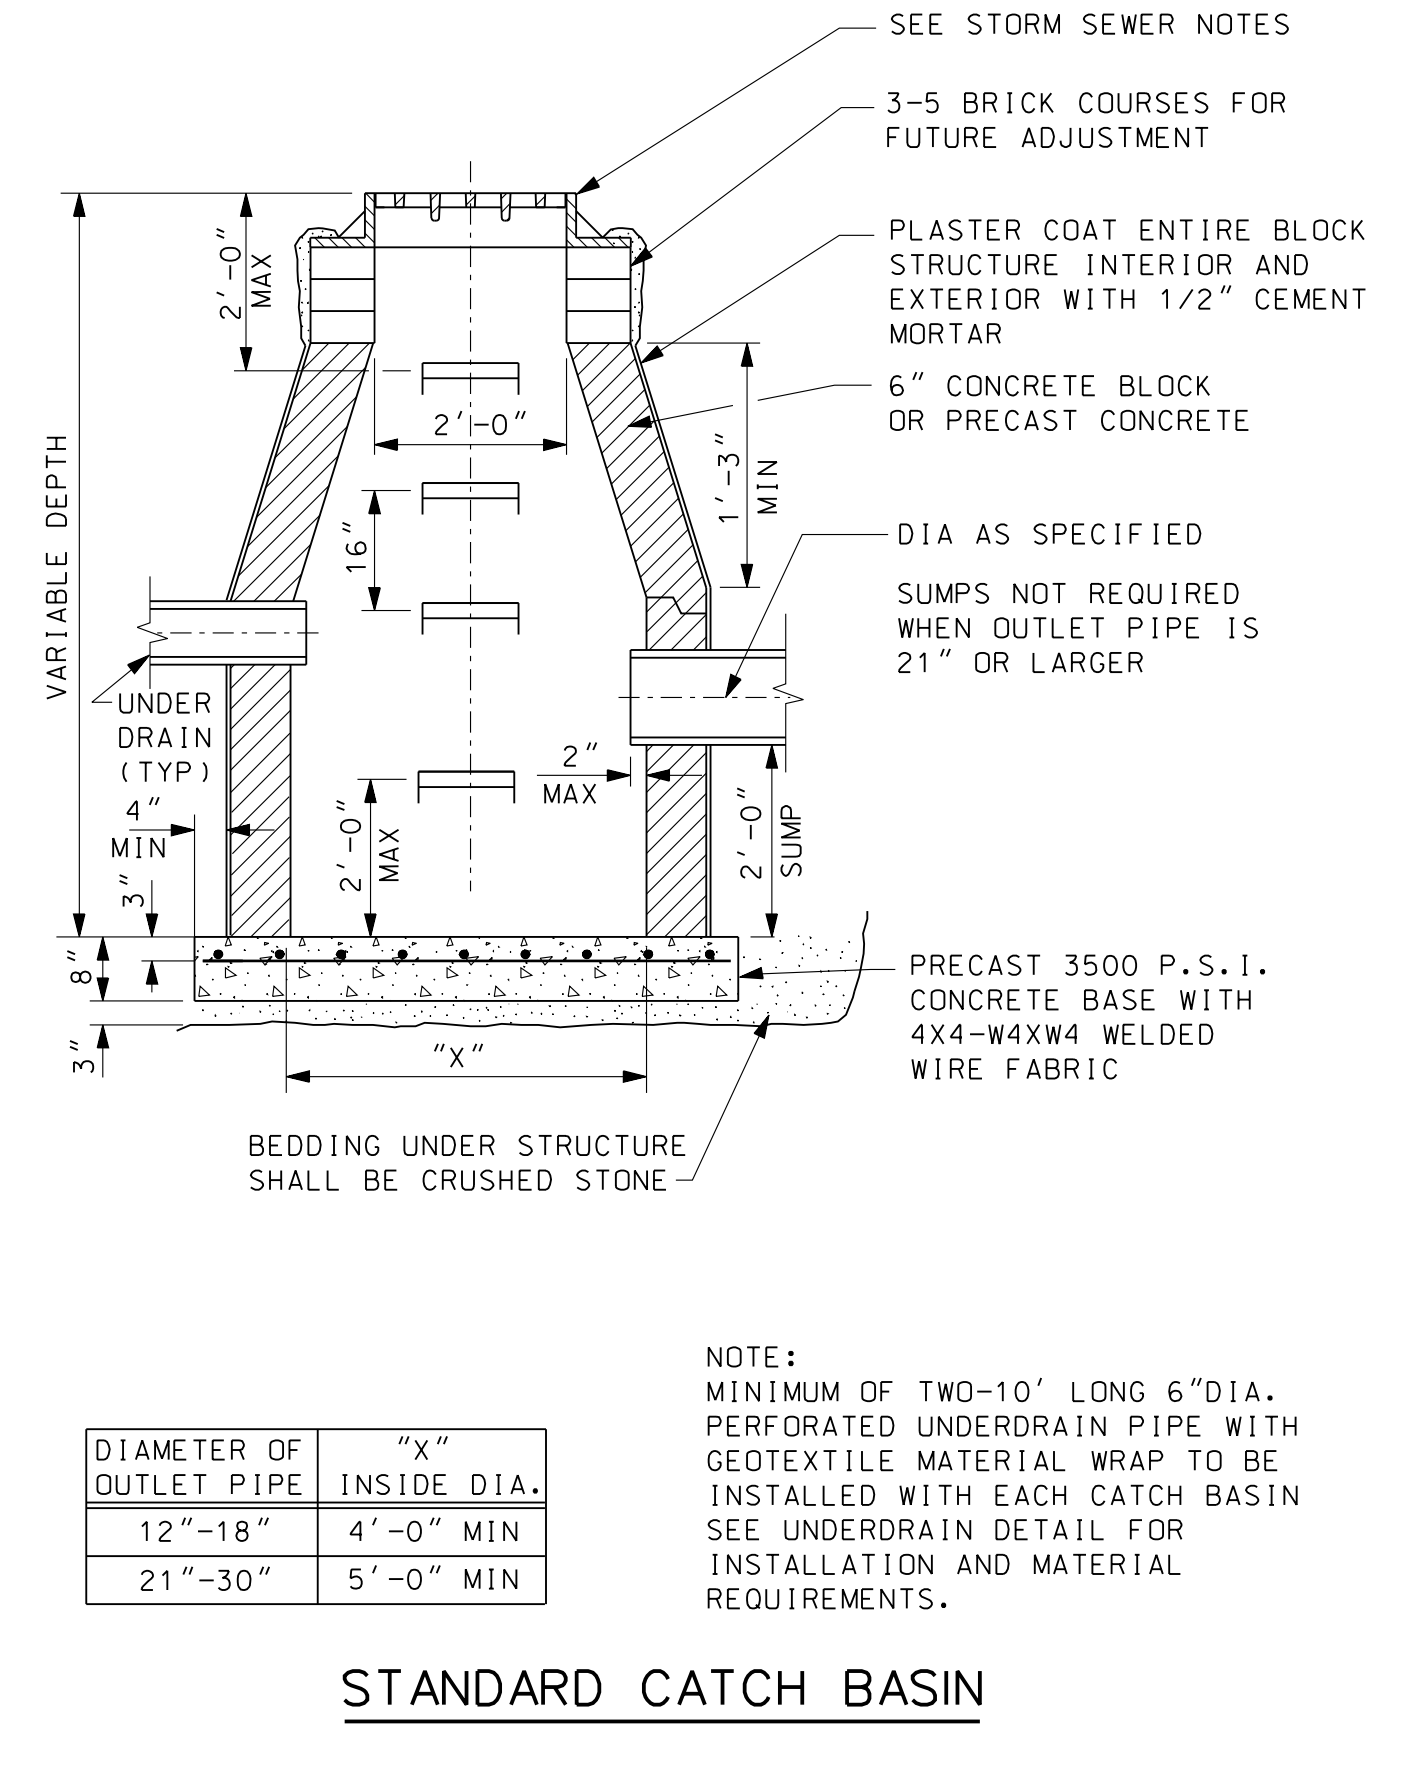 SEE STORM SEWER NOTES
3-5 BRICK COURSES FOR
FUTURE ADJUSTMENT
PLASTER COAT ENTIRE BLOCK
STRUCTURE INTERIOR AND
EXTERIOR WITH 1/2" CEMENT
MORTAR
6" CONCRETE BLOCK
OR PRECAST CONCRETE
2'-0"
MAX
2'-0"
1'-3"
MIN
16"
VARIABLE DEPTH
DIA AS SPECIFIED
SUMPS NOT REQUIRED
WHEN OUTLET PIPE IS
21" OR LARGER
UNDER
DRAIN
(TYP)
2"
MAX
4"
MIN
2'-0"
MAX
2'-0"
SUMP
3"
8"
3"
"X"
PRECAST 3500 P.S.I.
CONCRETE BASE WITH
4X4-W4XW4 WELDED
WIRE FABRIC
BEDDING UNDER STRUCTURE
SHALL BE CRUSHED STONE
NOTE:
MINIMUM OF TWO-10' LONG 6"DIA.
PERFORATED UNDERDRAIN PIPE WITH
GEOTEXTILE MATERIAL WRAP TO BE
INSTALLED WITH EACH CATCH BASIN
SEE UNDERDRAIN DETAIL FOR
INSTALLATION AND MATERIAL
REQUIREMENTS.
DIAMETER OF
OUTLET PIPE
"X"
INSIDE DIA.
12"-18"
4'-0" MIN
21"-30"
5'-0" MIN
STANDARD CATCH BASIN